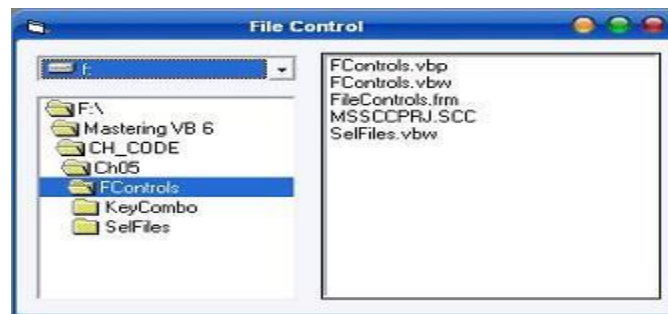 File Control
f:
F:\
Mastering VB 6
CH_CODE
Ch05
FControls
KeyCombo
SelFiles
FControls.vbp
FControls.vbw
FileControls.frm
MSSCCPRJ.SCC
SelFiles.vbw